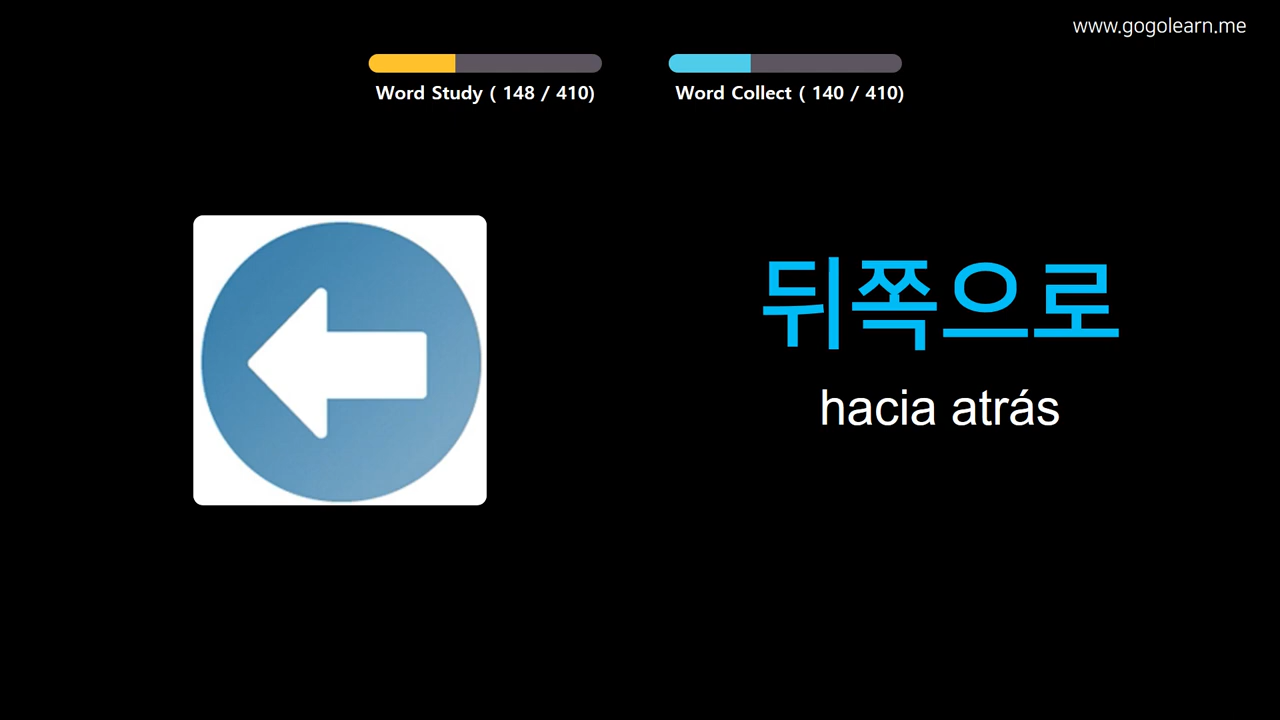 www.gogolearn.me
Word Study ( 148 / 410)
Word Collect ( 140 / 410)
뒤쪽으로
hacia atrás